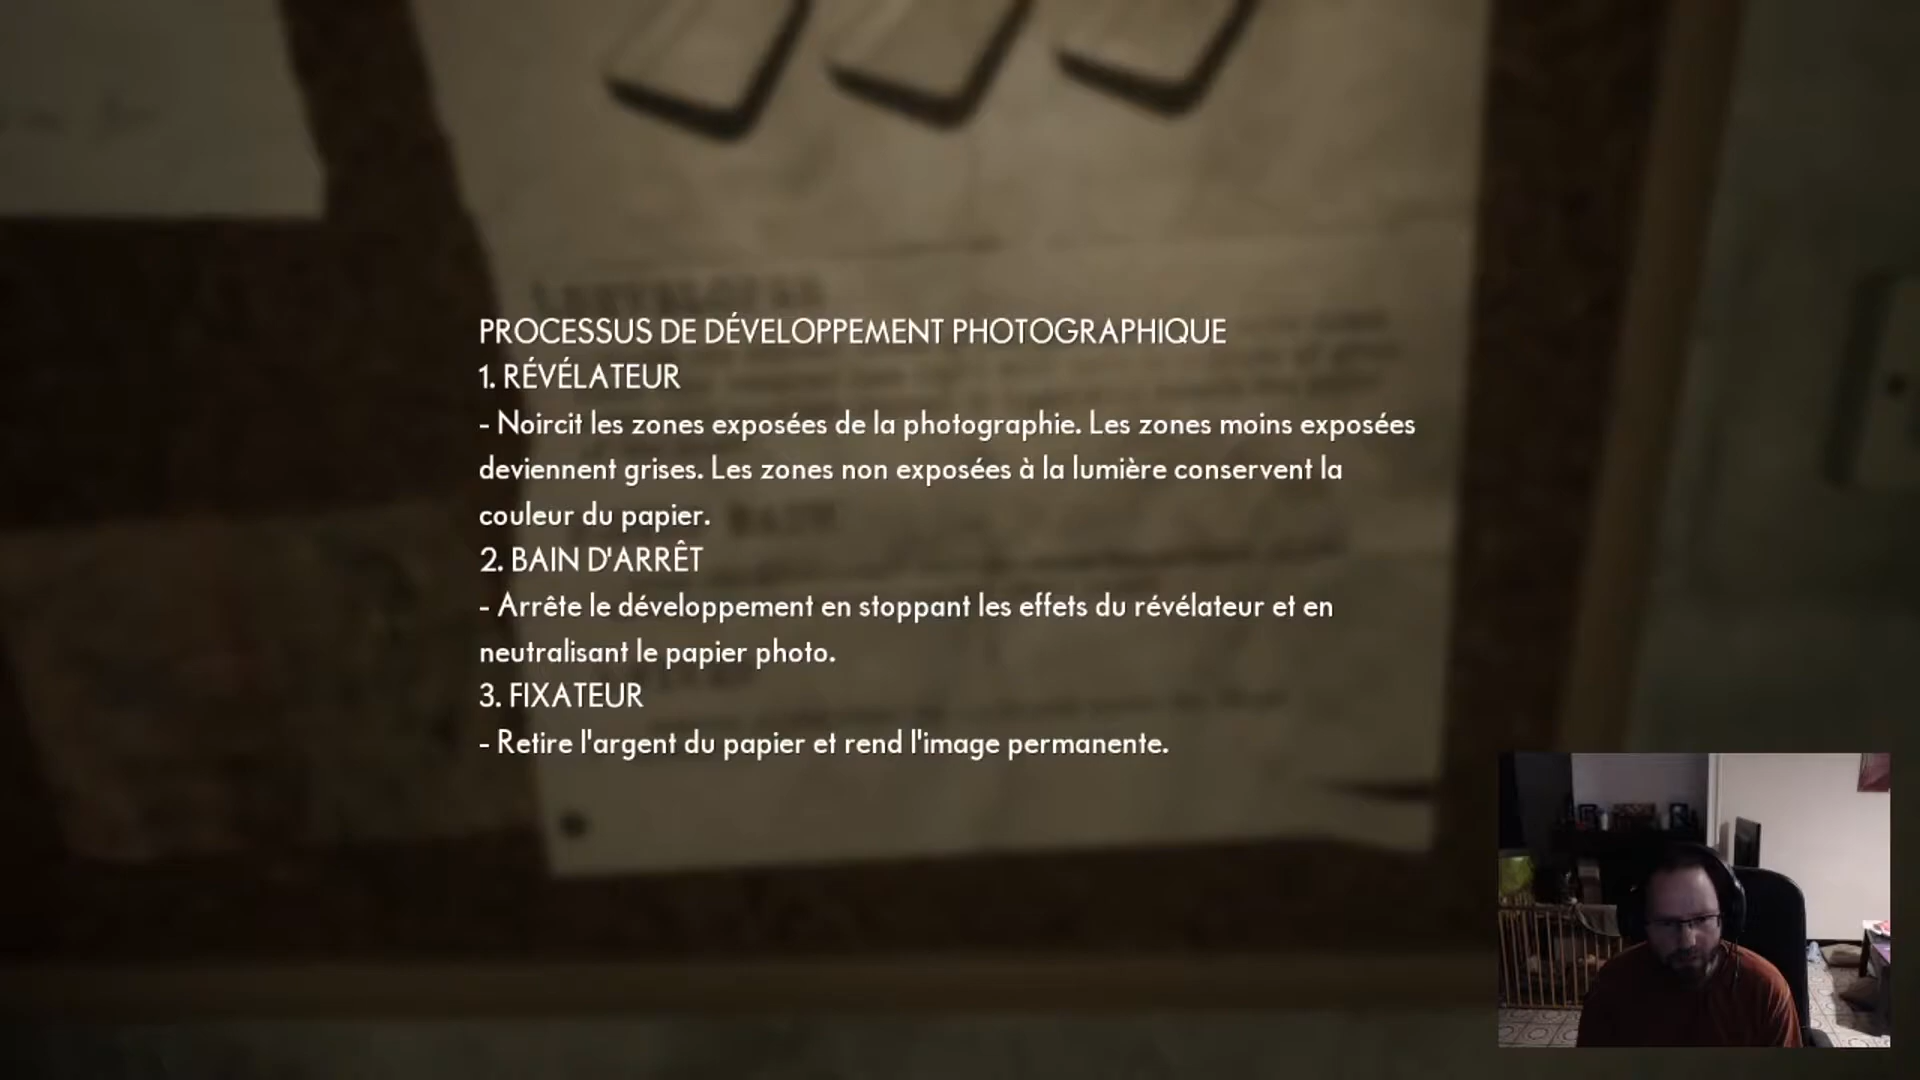 PROCESSUS DE DÉVELOPPEMENT PHOTOGRAPHIQUE
1. RÉVÉLATEUR
- Noircit les zones exposées de la photographie. Les zones moins exposées
deviennent grises. Les zones non exposées à la lumière conservent la
couleur du papier.
2. BAIN D'ARRÊT
- Arrête le développement en stoppant les effets du révélateur et en
neutralisant le papier photo.
3. FIXATEUR
- Retire l'argent du papier et rend l'image permanente.